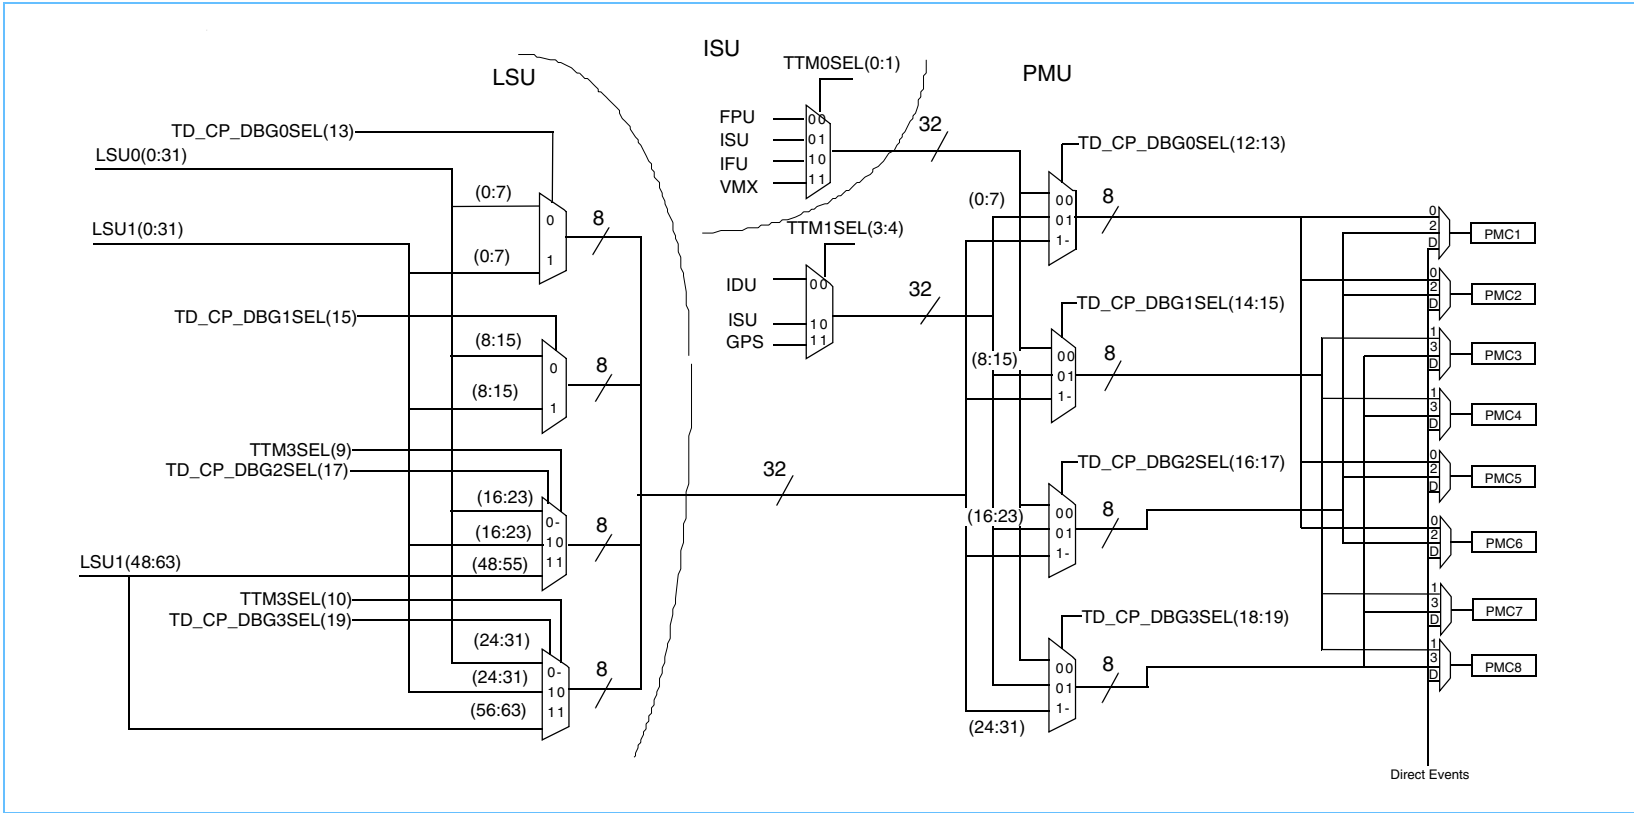 LSU
ISU
PMU
TD_CP_DBG0SEL(13)
LSU0(0:31)
(0:7)
0
8
LSU1(0:31)
(0:7)
1
TD_CP_DBG1SEL(15)
(8:15)
0
8
(8:15)
1
TTM3SEL(9)
TD_CP_DBG2SEL(17)
(16:23)
0-
8
(16:23)
10
LSU1(48:63)
(48:55)
11
TTM3SEL(10)
TD_CP_DBG3SEL(19)
(24:31)
0-
8
(24:31)
10
(56:63)
11
TTM0SEL(0:1)
FPU
00
ISU
01
IFU
10
VMX
11
32
TTM1SEL(3:4)
IDU
00
ISU
10
GPS
11
32
32
TD_CP_DBG0SEL(12:13)
(0:7)
00
01
1-
8
TD_CP_DBG1SEL(14:15)
(8:15)
00
01
1-
8
TD_CP_DBG2SEL(16:17)
(16:23)
00
01
1-
8
TD_CP_DBG3SEL(18:19)
00
01
1-
8
(24:31)
0
2
D
PMC1
0
2
D
PMC2
1
3
D
PMC3
1
3
D
PMC4
0
2
D
PMC5
0
2
D
PMC6
1
3
D
PMC7
1
3
D
PMC8
Direct Events